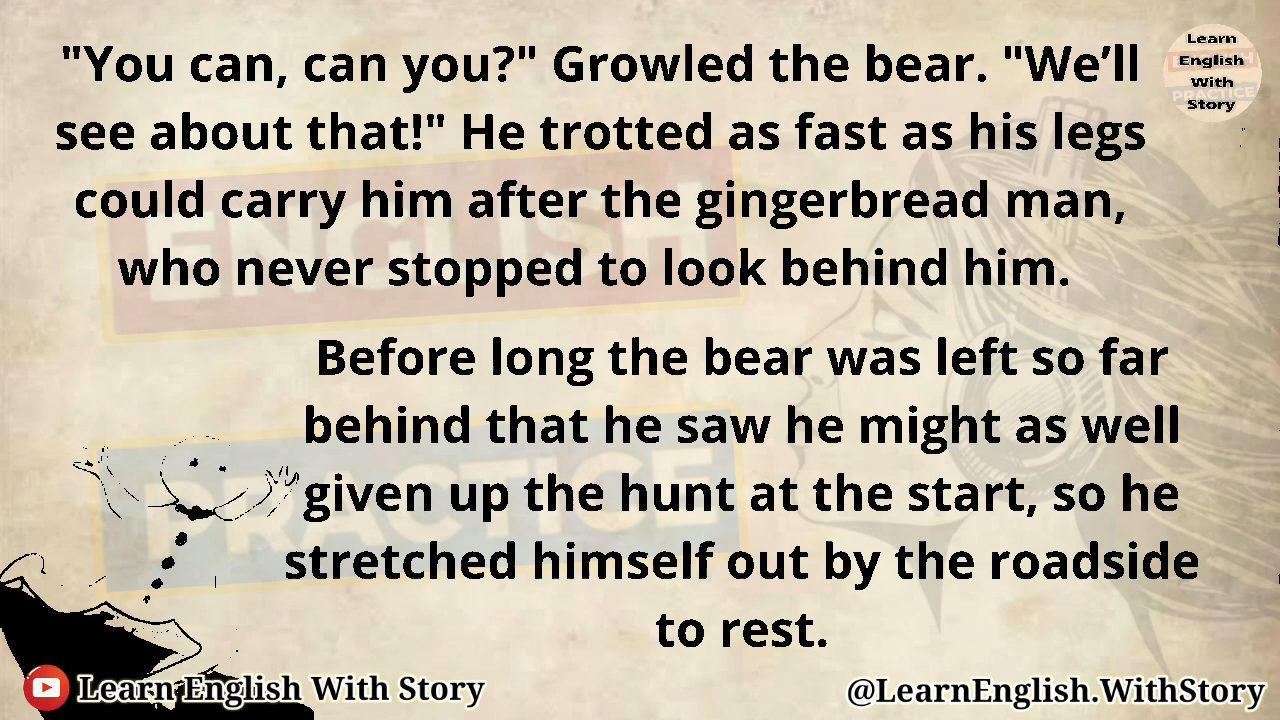 "You can, can you?" Growled the bear. "We’ll
see about that!" He trotted as fast as his legs
could carry him after the gingerbread man,
who never stopped to look behind him.
Before long the bear was left so far
behind that he saw he might as well
given up the hunt at the start, so he
stretched himself out by the roadside
to rest.
Learn
English
With
Story
PRACTICE
ENGLISH
PRACTICE
Learn English With Story
@LearnEnglish.WithStory